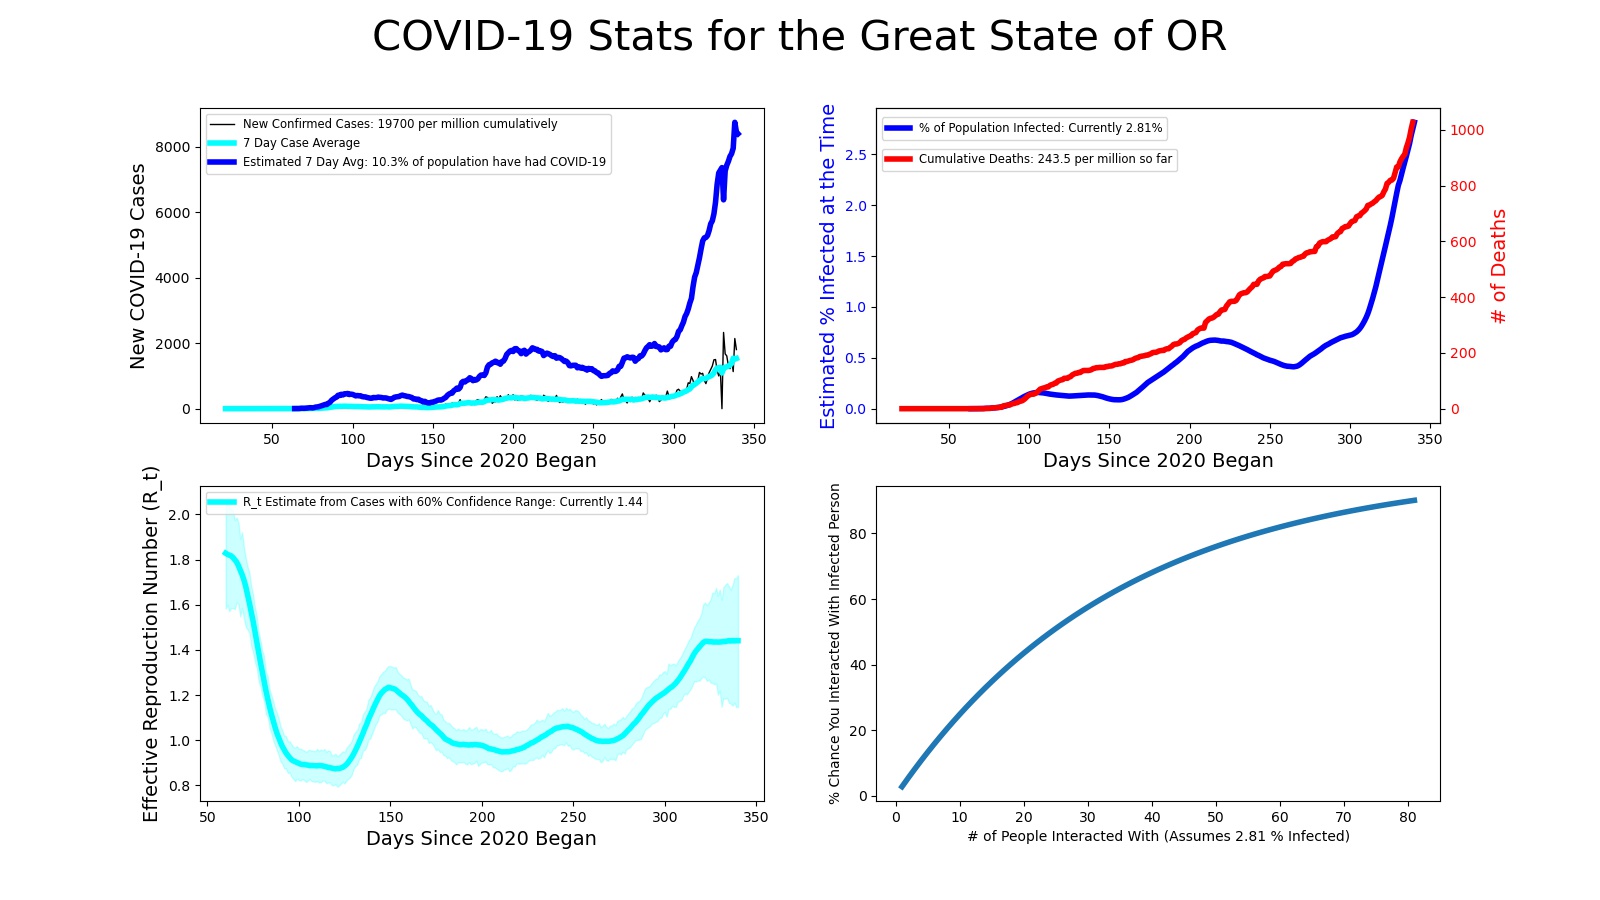 COVID-19 Stats for the Great State of OR
New COVID-19 Cases
8000
6000
4000
2000
0
New Confirmed Cases: 19700 per million cumulatively
7 Day Case Average
Estimated 7 Day Avg: 10.3% of population have had COVID-19
50 100 150 200 250 300 350
Days Since 2020 Began
Estimated % Infected at the Time
2.5
2.0
1.5
1.0
0.5
0.0
% of Population Infected: Currently 2.81%
Cumulative Deaths: 243.5 per million so far
1000
800
600
400
200
0
# of Deaths
50 100 150 200 250 300 350
Days Since 2020 Began
Effective Reproduction Number (R_t)
2.0
1.8
1.6
1.4
1.2
1.0
0.8
R_t Estimate from Cases with 60% Confidence Range: Currently 1.44
50 100 150 200 250 300 350
Days Since 2020 Began
% Chance You Interacted With Infected Person
80
60
40
20
0
0 10 20 30 40 50 60 70 80
# of People Interacted With (Assumes 2.81 % Infected)